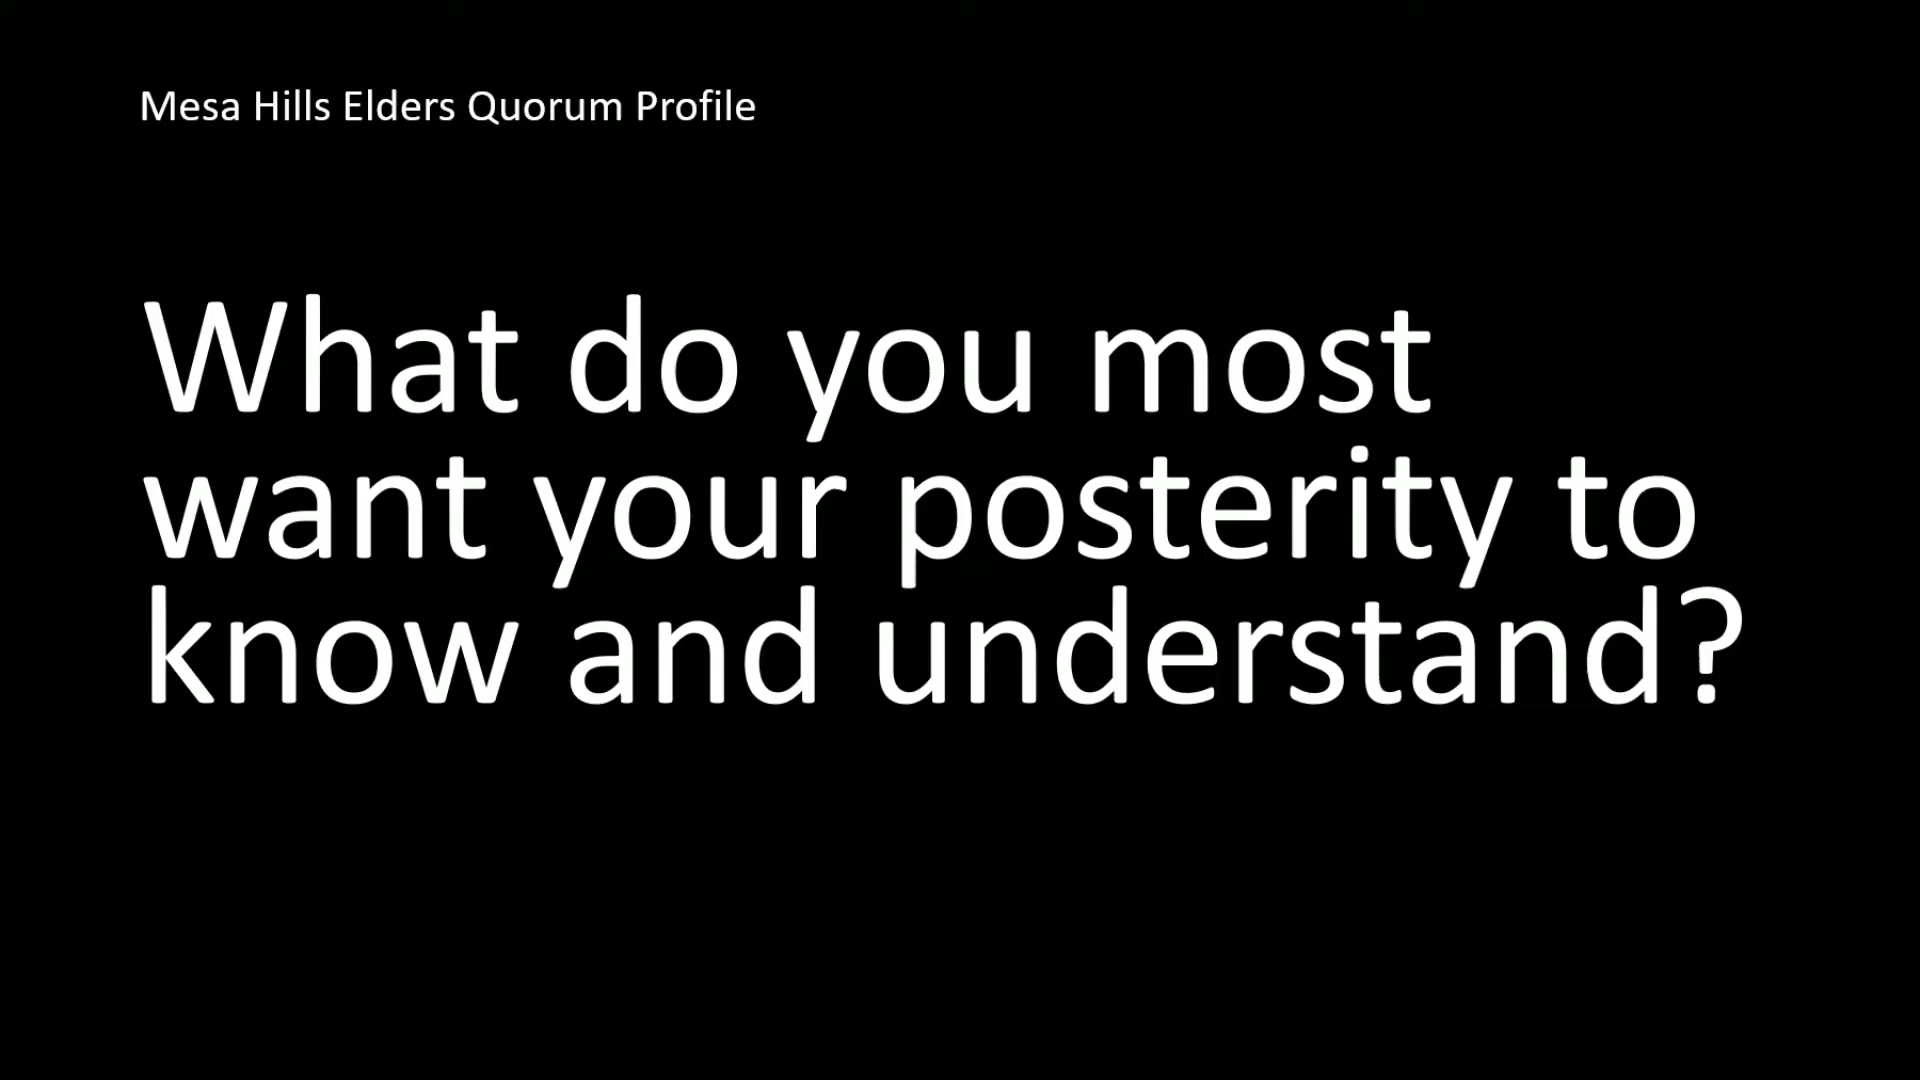 Mesa Hills Elders Quorum Profile
What do you most
want your posterity to
know and understand?